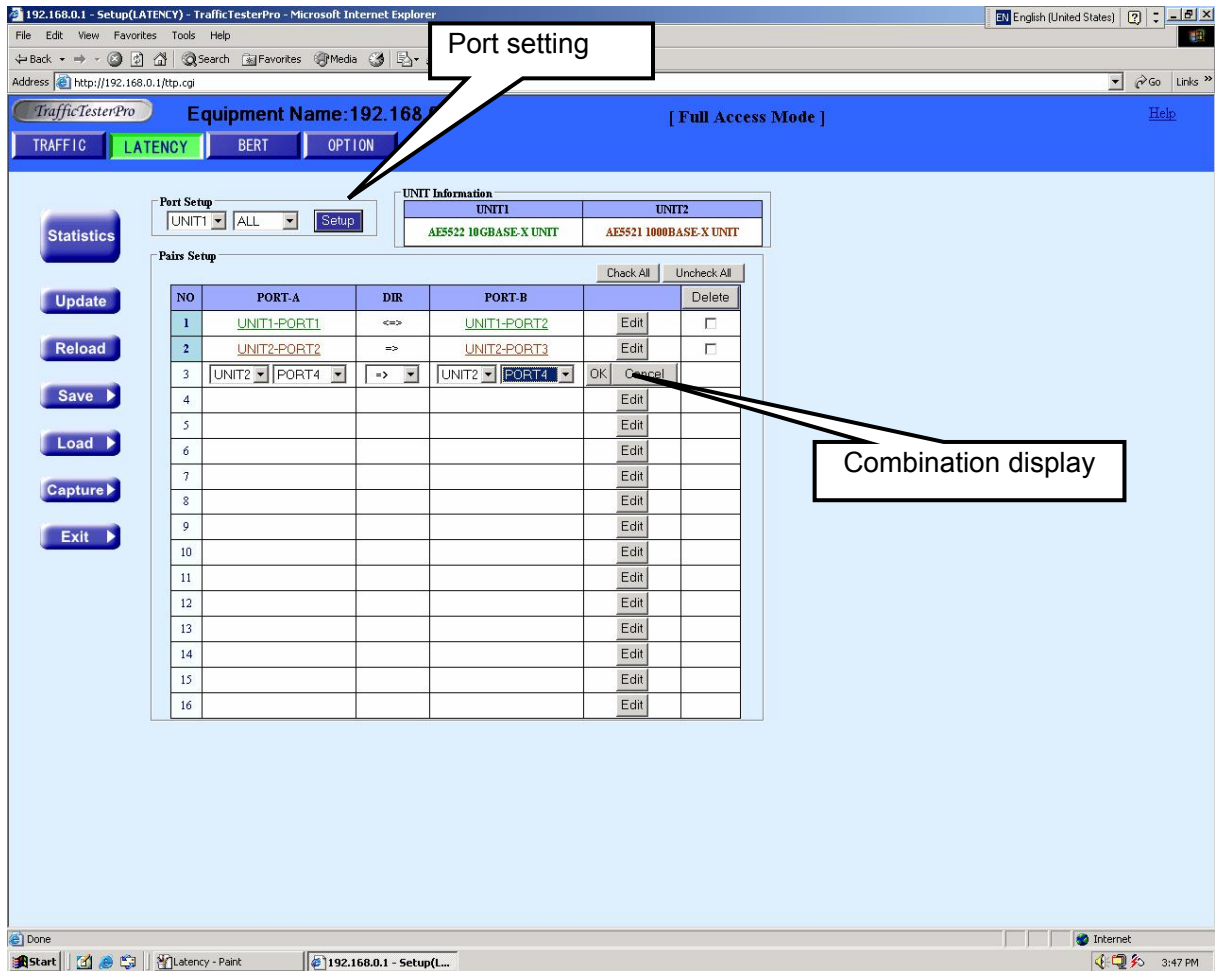 192.168.0.1 - Setup(LATENCY) - TrafficTesterPro - Microsoft Internet Explorer
EN English (United States)
File Edit View Favorites Tools Help
Back Search Favorites Media
Address http://192.168.0.1/ttp.cgi Go Links »
Port setting
TrafficTesterPro Equipment Name:192.168. [ Full Access Mode ] Help
TRAFFIC LATENCY BERT OPTION
Port Setup
UNIT1 ALL Setup
UNIT Information
UNIT1 UNIT2
AE5522 10GBASE-X UNIT AE5521 1000BASE-X UNIT
Statistics
Update
Reload
Save
Load
Capture
Exit
Pairs Setup
Chack All Uncheck All
NO PORT-A DIR PORT-B Delete
1 UNIT1-PORT1 <=> UNIT1-PORT2 Edit
2 UNIT2-PORT2 => UNIT2-PORT3 Edit
3 UNIT2 PORT4 => UNIT2 PORT4 OK Cancel
4 Edit
5 Edit
6 Edit
7 Edit
8 Edit
9 Edit
10 Edit
11 Edit
12 Edit
13 Edit
14 Edit
15 Edit
16 Edit
Combination display
Done Internet
Start Latency - Paint 192.168.0.1 - Setup(L... 3:47 PM